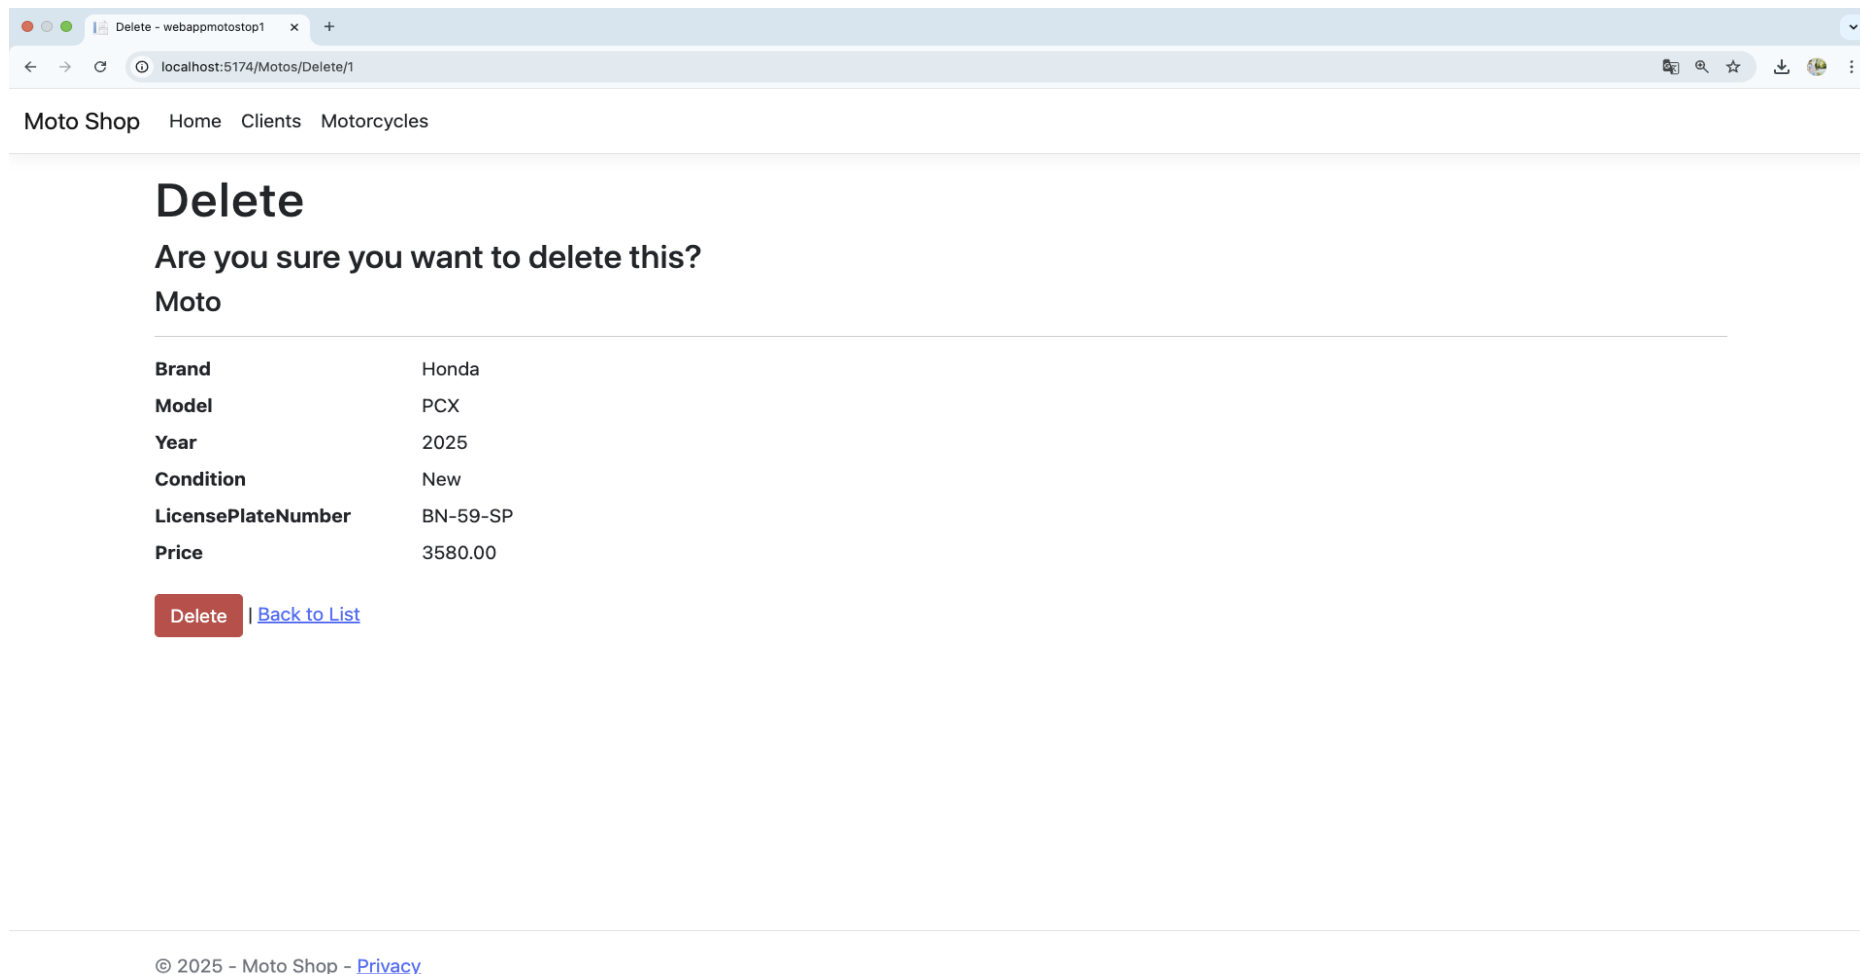 Delete - webappmotostop1
localhost:5174/Motos/Delete/1
Moto Shop Home Clients Motorcycles
Delete
Are you sure you want to delete this?
Moto
Brand Honda
Model PCX
Year 2025
Condition New
LicensePlateNumber BN-59-SP
Price 3580.00
Delete | Back to List
© 2025 - Moto Shop - Privacy